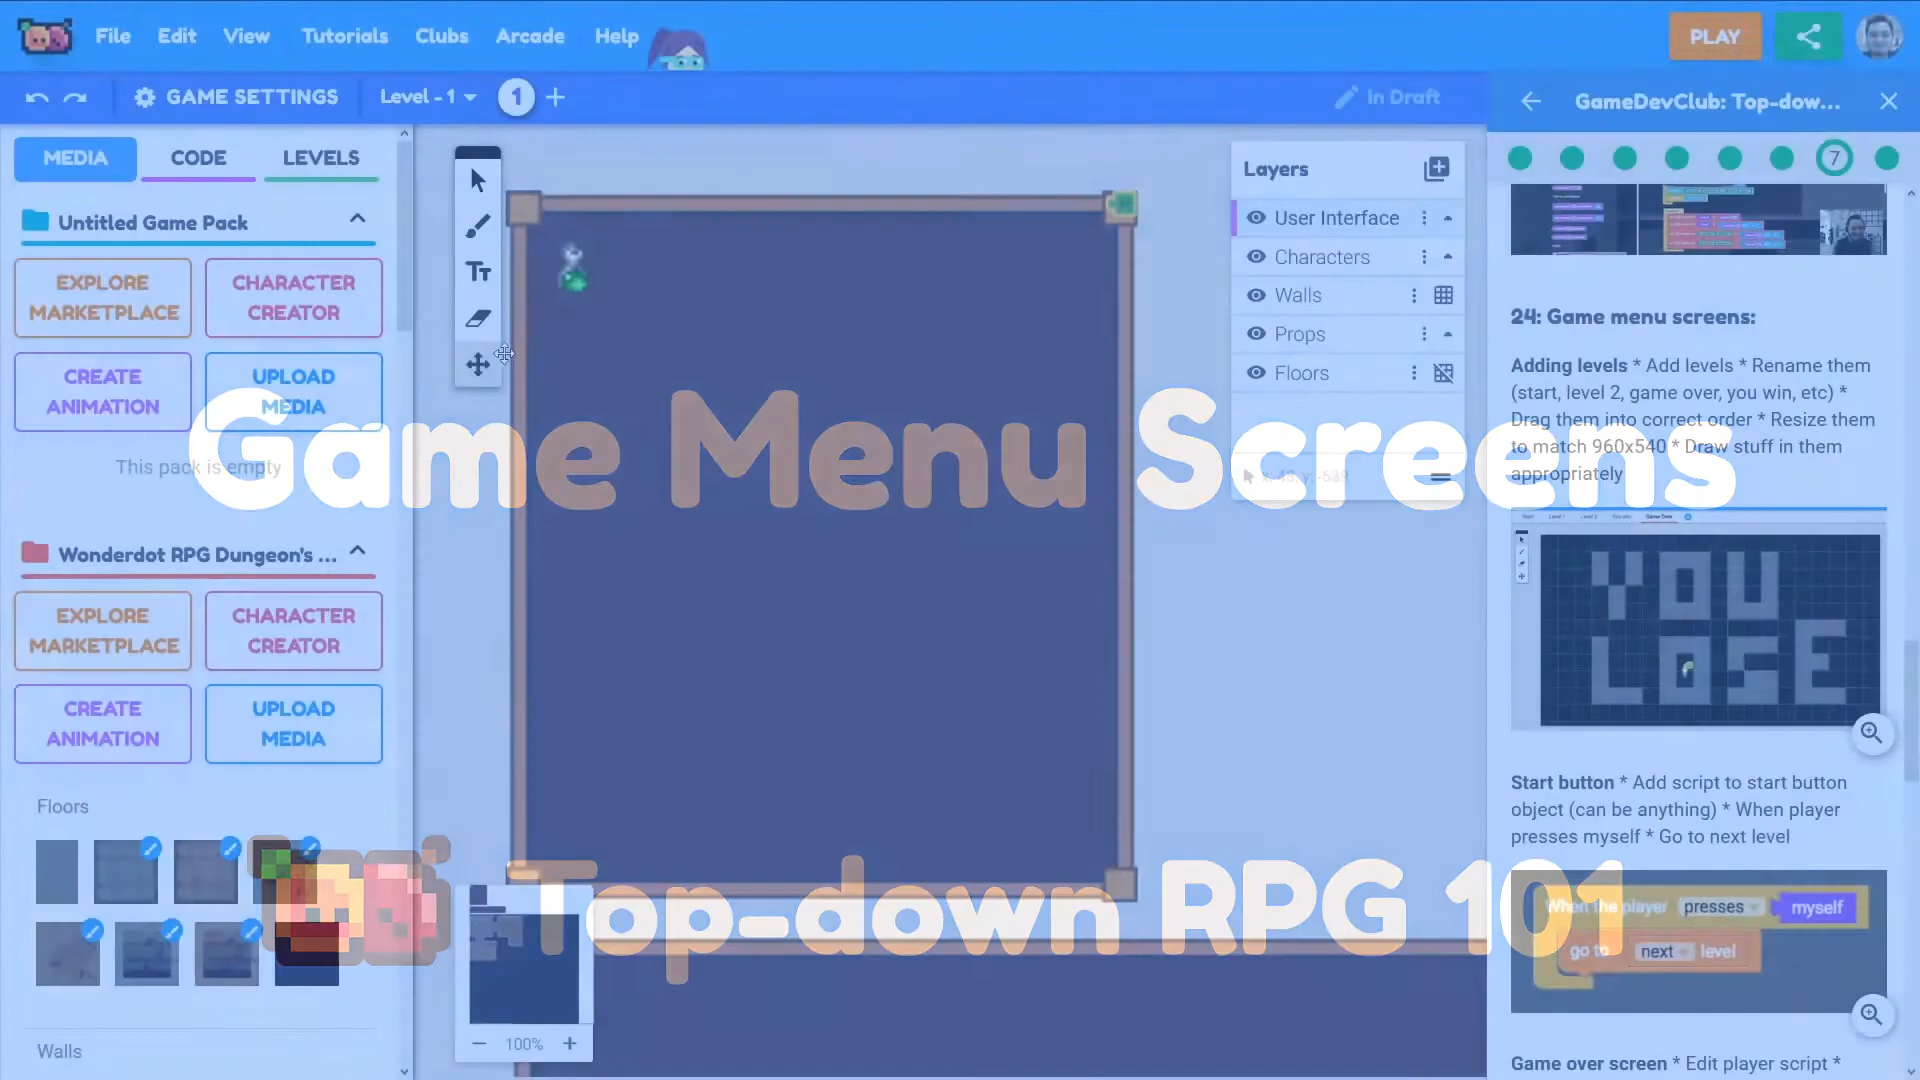 File Edit View Tutorials Clubs Arcade Help PLAY
GAME SETTINGS Level - 1 1 In Draft
GameDevClub: Top-dow...
MEDIA CODE LEVELS
7
Untitled Game Pack
EXPLORE MARKETPLACE
CHARACTER CREATOR
CREATE ANIMATION
UPLOAD MEDIA
This pack is empty
Wonderdot RPG Dungeon's ...
EXPLORE MARKETPLACE
CHARACTER CREATOR
CREATE ANIMATION
UPLOAD MEDIA
Floors
Walls
Tт
100%
Layers
User Interface
Characters
Walls
Props
Floors
Game Menu Screens
Top-down RPG 101
24: Game menu screens:
Adding levels * Add levels * Rename them
(start, level 2, game over, you win, etc) *
Drag them into correct order * Resize them
to match 960x540 * Draw stuff in them
appropriately
YOU
LOSE
Start button * Add script to start button
object (can be anything) * When player
presses myself * Go to next level
When the player presses myself
go to next level
Game over screen * Edit player script *